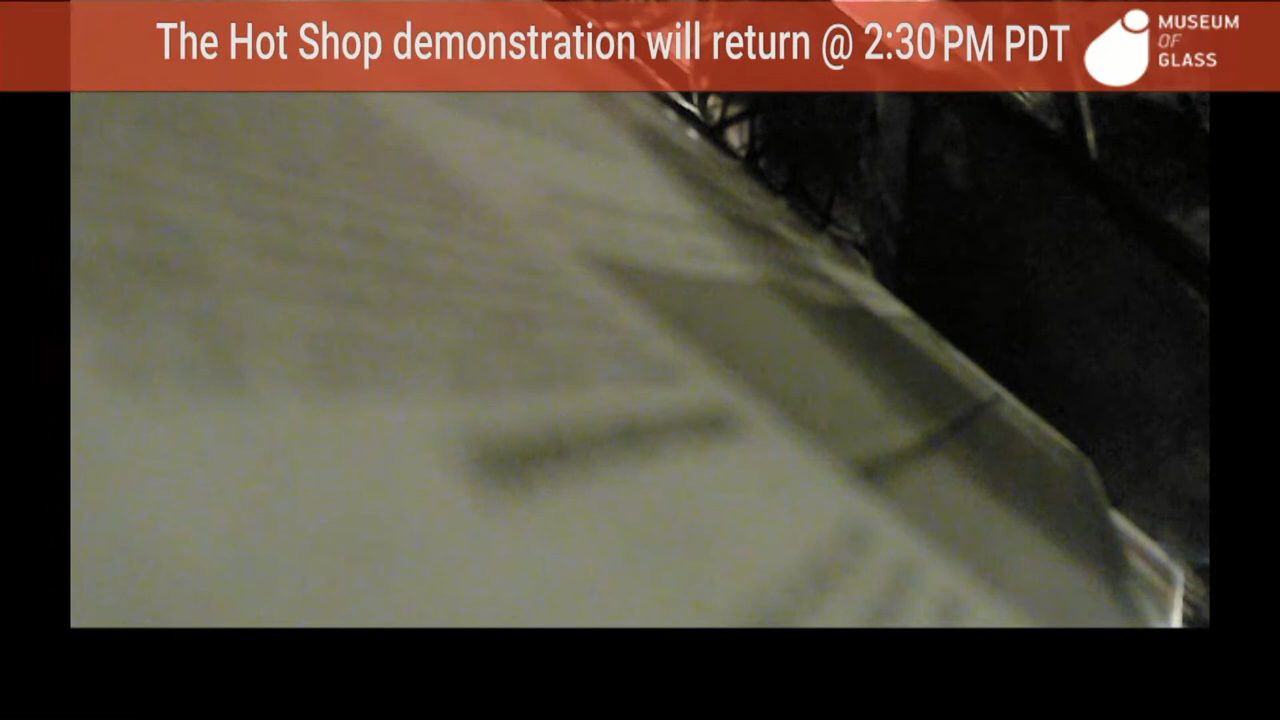 The Hot Shop demonstration will return @ 2:30 PM PDT
MUSEUM
OF
GLASS